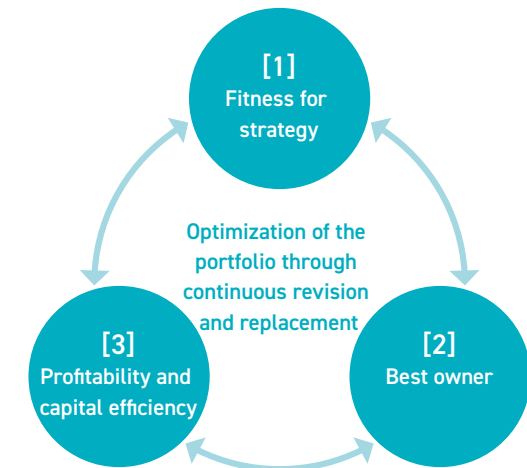 [1]
Fitness for
strategy
Optimization of the
portfolio through
continuous revision
and replacement
[3]
Profitability and
capital efficiency
[2]
Best owner